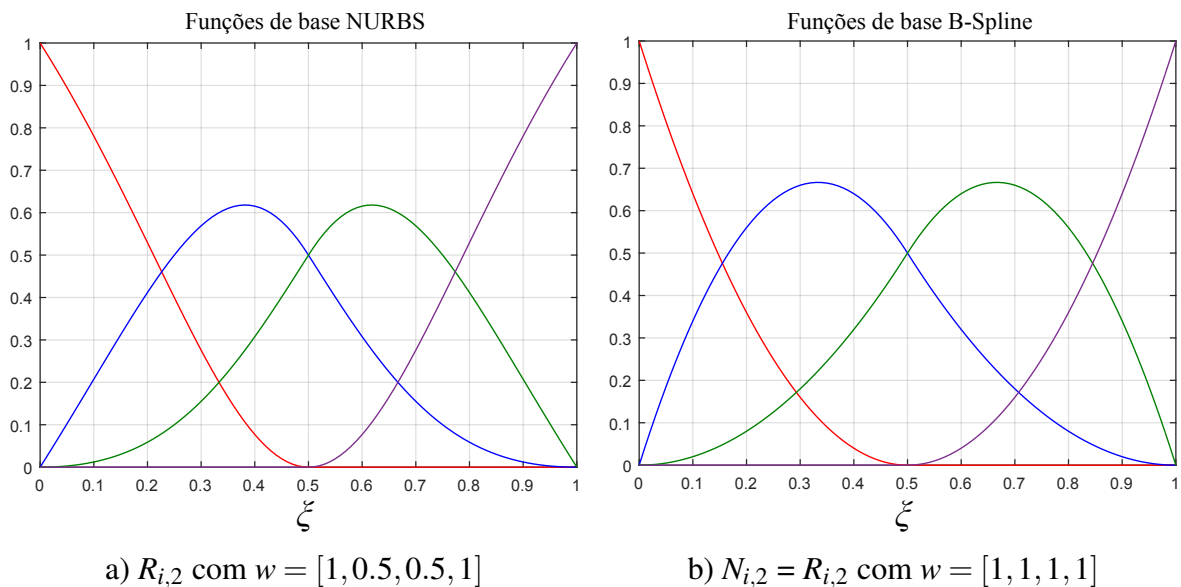 Funções de base NURBS
1
0.9
0.8
0.7
0.6
0.5
0.4
0.3
0.2
0.1
0
0 0.1 0.2 0.3 0.4 0.5 0.6 0.7 0.8 0.9 1
ξ
a) R_{i,2} com w = [1,0.5,0.5,1]
Funções de base B-Spline
1
0.9
0.8
0.7
0.6
0.5
0.4
0.3
0.2
0.1
0
0 0.1 0.2 0.3 0.4 0.5 0.6 0.7 0.8 0.9 1
ξ
b) N_{i,2} = R_{i,2} com w = [1,1,1,1]